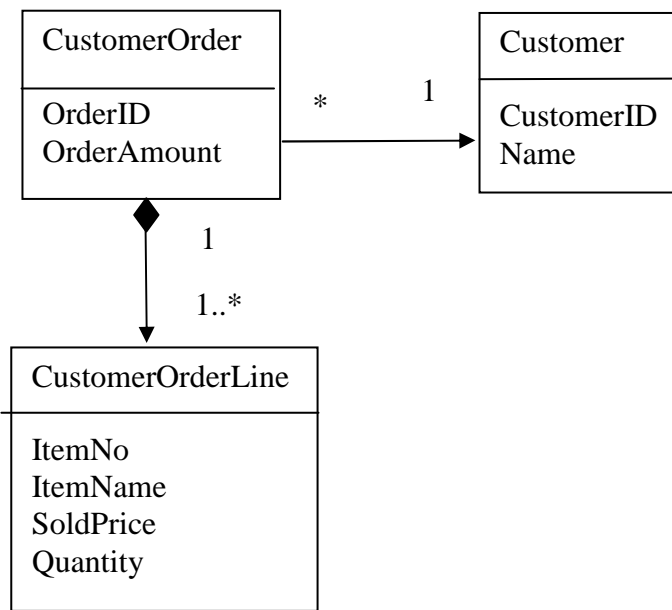 CustomerOrder
OrderID
OrderAmount
* 1
Customer
CustomerID
Name
1
1..*
CustomerOrderLine
ItemNo
ItemName
SoldPrice
Quantity